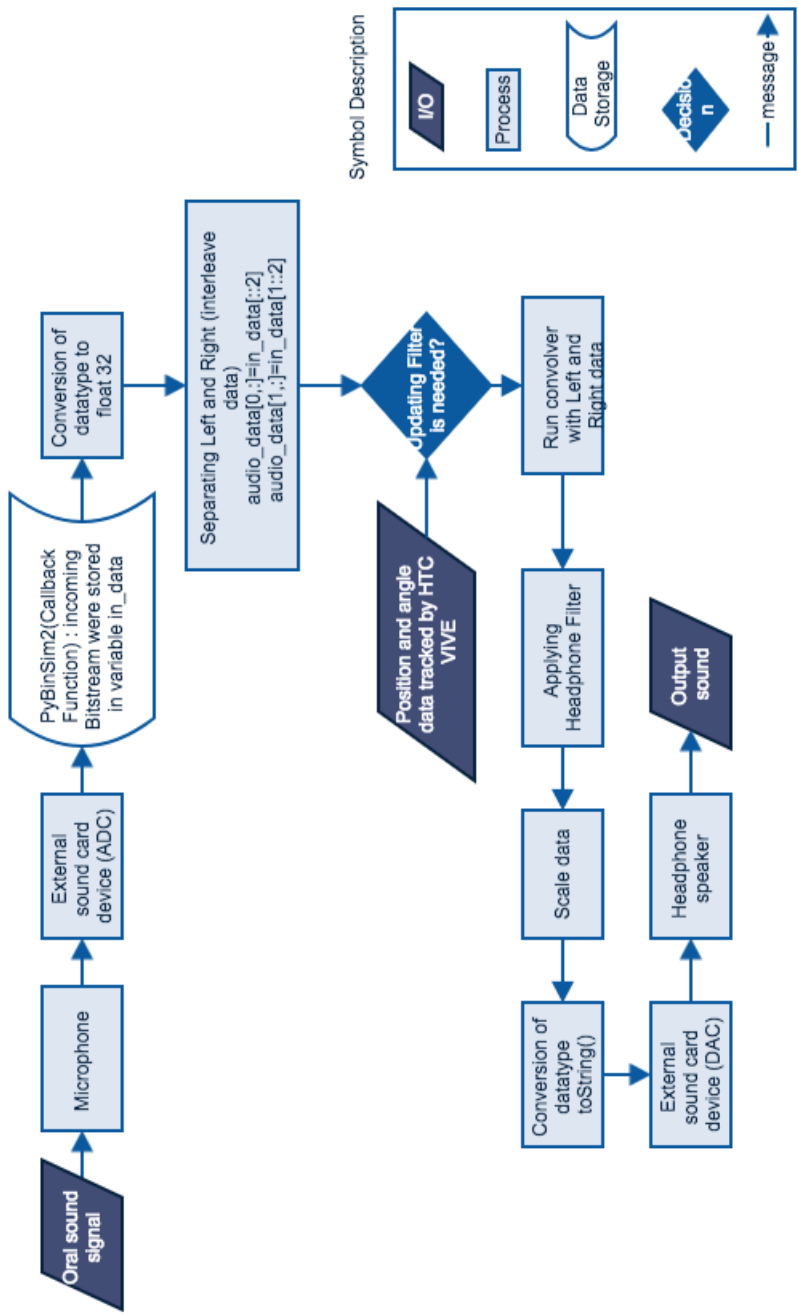 Oral sound
signal
Microphone
External
sound card
device (ADC)
PyBinSim2(Callback
Function) : incoming
Bitstream were stored
in variable in_data
Conversion of
datatype to
float 32
Separating Left and Right (interleave
data)
audio_data[0,:]=in_data[::2]
audio_data[1,:]=in_data[1::2]
Position and angle
data tracked by HTC
VIVE
Updating Filter
is needed?
Run convolver
with Left and
Right data
Applying
Headphone Filter
Scale data
Conversion of
datatype
toString()
External
sound card
device (DAC)
Headphone
speaker
Output
sound
Symbol Description
I/O
Process
Data
Storage
Decisio
n
message